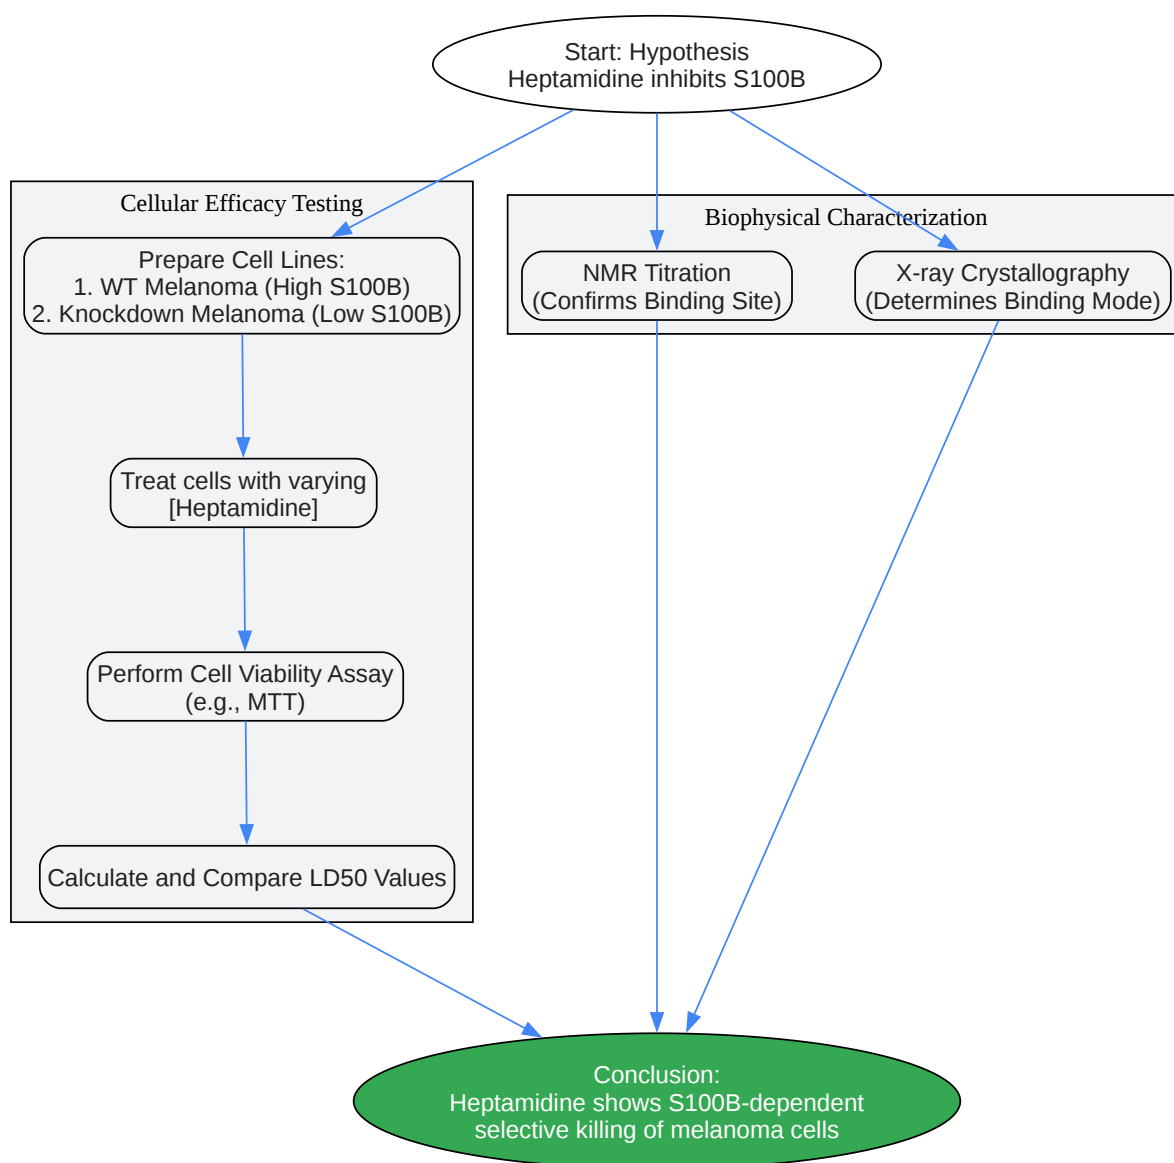 Start: Hypothesis
Heptamidine inhibits S100B
Cellular Efficacy Testing
Prepare Cell Lines:
1. WT Melanoma (High S100B)
2. Knockdown Melanoma (Low S100B)
Treat cells with varying
[Heptamidine]
Perform Cell Viability Assay
(e.g., MTT)
Calculate and Compare LD50 Values
Biophysical Characterization
NMR Titration
(Confirms Binding Site)
X-ray Crystallography
(Determines Binding Mode)
Conclusion:
Heptamidine shows S100B-dependent
selective killing of melanoma cells